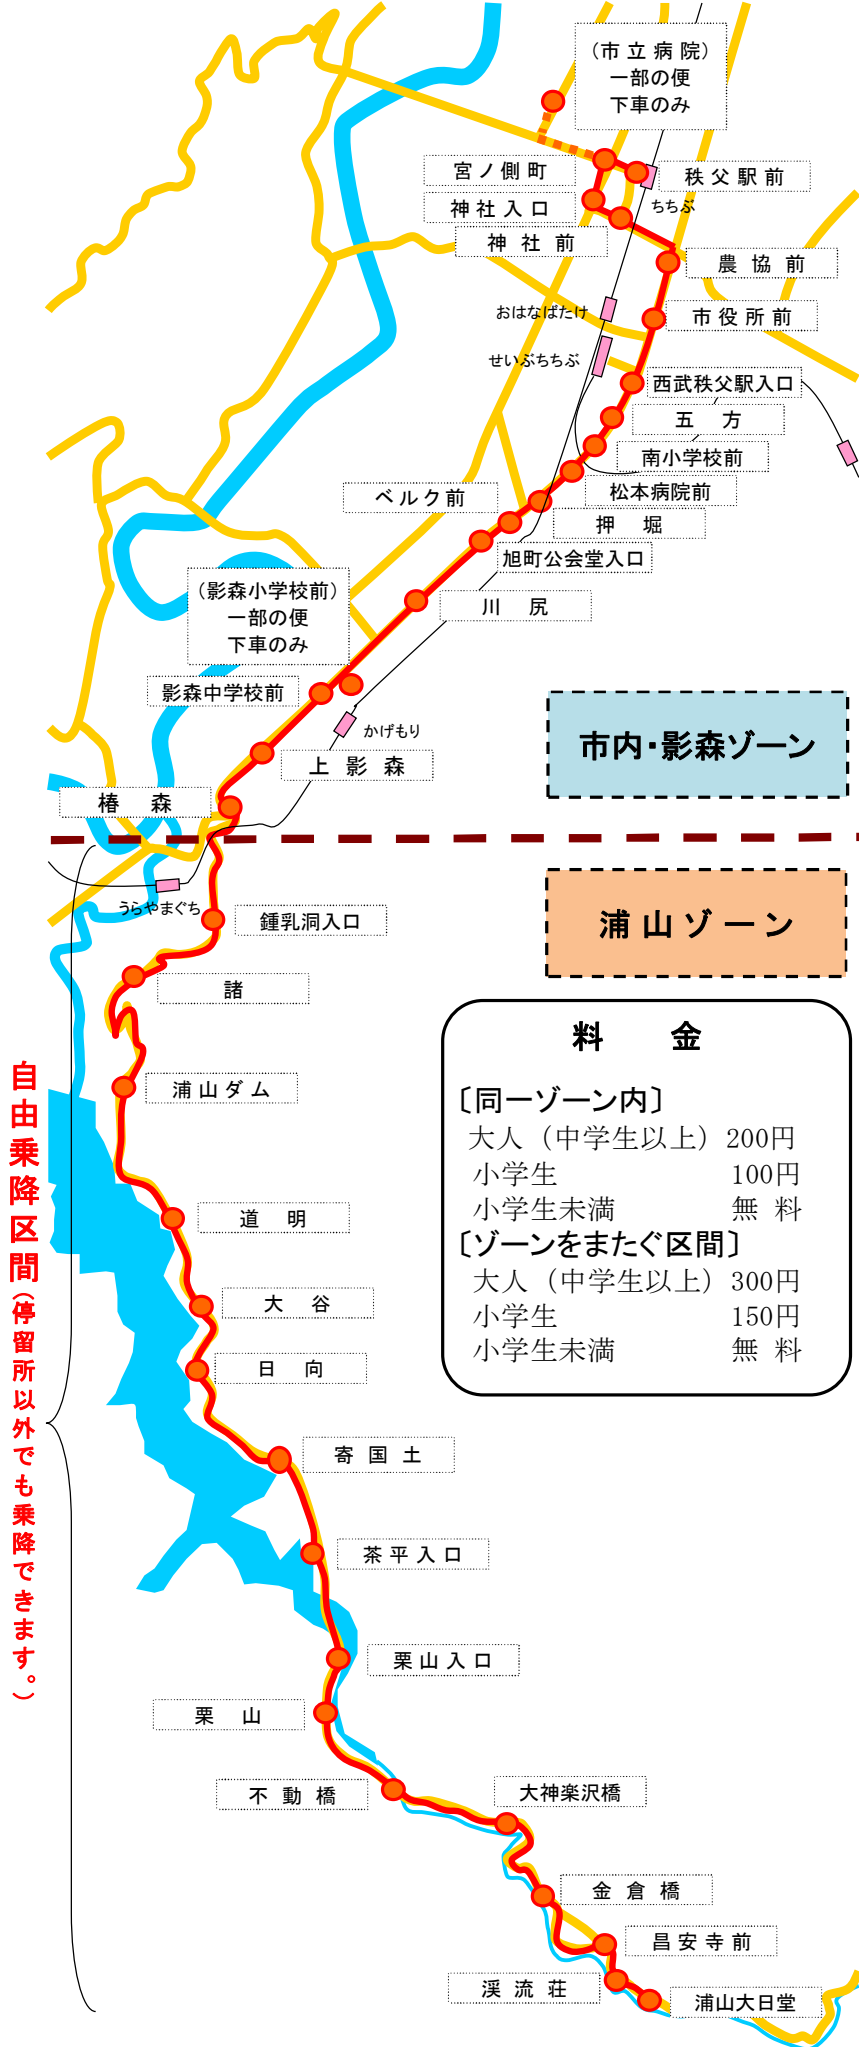 （市立病院）
一部の便
下車のみ
宮ノ側町
秩父駅前
ちちぶ
神社入口
神社前
農協前
おはなばたけ
市役所前
せいぶちちぶ
西武秩父駅入口
五方
南小学校前
松本病院前
ベルク前
押堀
旭町公会堂入口
（影森小学校前）
一部の便
下車のみ
川尻
影森中学校前
かげもり
上影森
市内・影森ゾーン
椿森
浦山ゾーン
うらやまぐち
鍾乳洞入口
諸
浦山ダム
道明
大谷
日向
寄国土
茶平入口
栗山入口
栗山
不動橋
大神楽沢橋
金倉橋
昌安寺前
渓流荘
浦山大日堂
自由乗降区間（停留所以外でも乗降できます。）
料金
〔同一ゾーン内〕
大人（中学生以上）200円
小学生 100円
小学生未満 無料
〔ゾーンをまたぐ区間〕
大人（中学生以上）300円
小学生 150円
小学生未満 無料